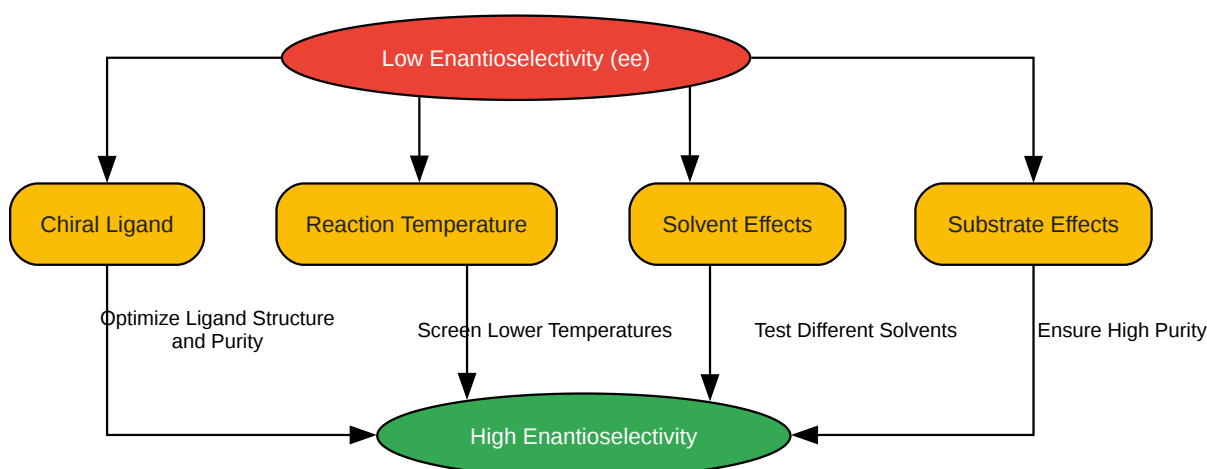 Low Enantioselectivity (ee)
Chiral Ligand
Reaction Temperature
Solvent Effects
Substrate Effects
Optimize Ligand Structure
and Purity
Screen Lower Temperatures
Test Different Solvents
Ensure High Purity
High Enantioselectivity